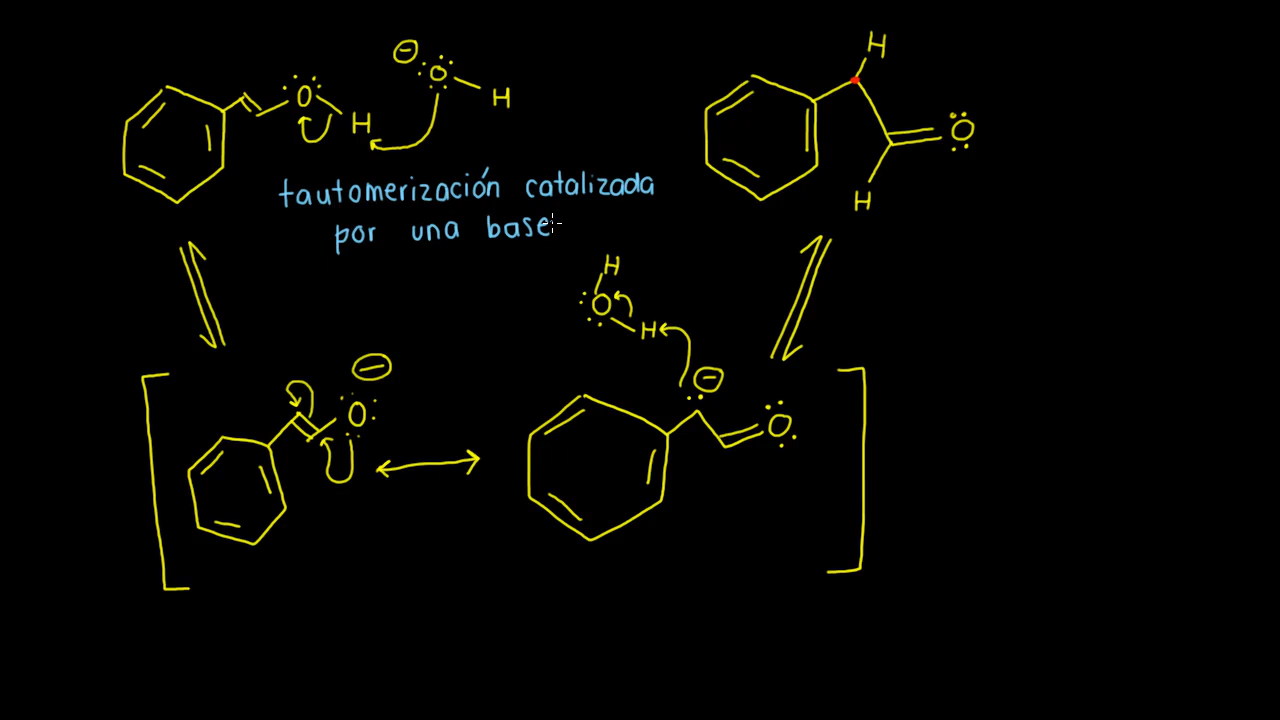 O H
⊖ O H
H
O
H
tautomerización catalizada
por una base
H
O
H
⊖
O
⊖
O